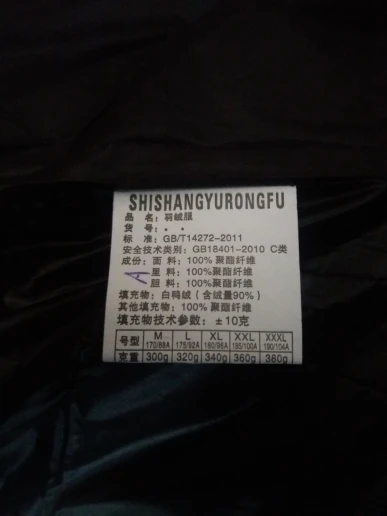 SHISHANGYURONGFU
品 名：羽绒服
货 号：• •
标 准：GB/T14272-2011
安全技术类别：GB18401-2010 C类
成份：面 料：100% 聚酯纤维
A 里 料：100% 聚酯纤维
胆 料：100% 聚酯纤维
填充物：白鸭绒（含绒量90%）
其他填充物：100% 聚酯纤维
填充物技术参数：±10克
号型 M L XL XXL XXXL
170/88A 175/92A 180/96A 185/100A 190/104A
克重 300g 320g 340g 360g 380g